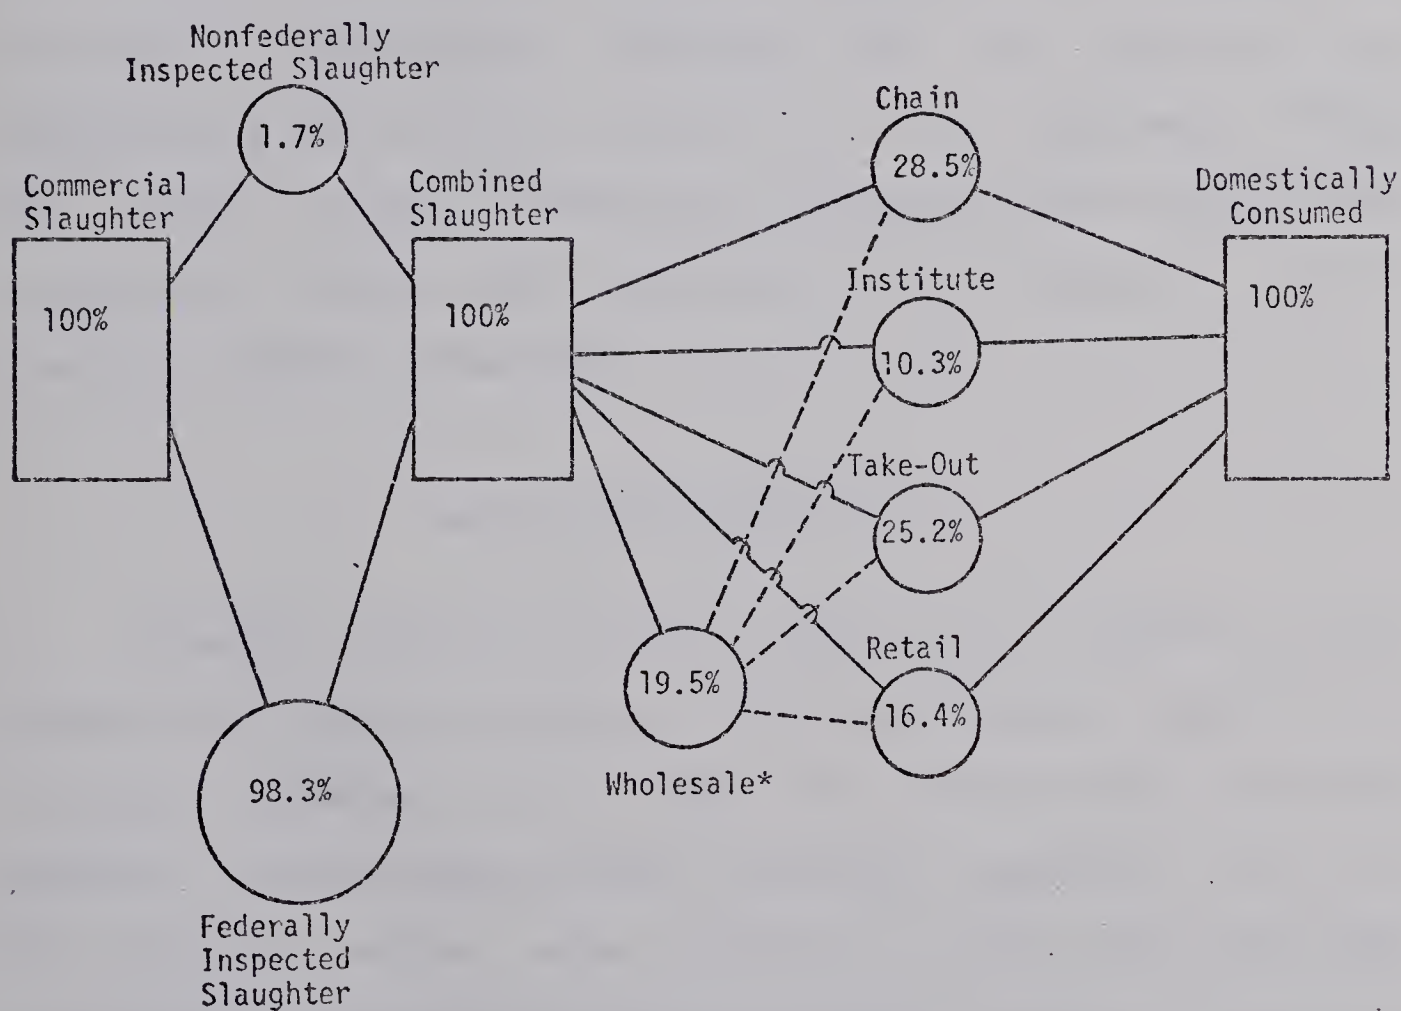 Nonfederally
Inspected Slaughter
1.7%
Commercial
Slaughter
100%
Combined
Slaughter
100%
98.3%
Federally
Inspected
Slaughter
Chain
28.5%
Institute
10.3%
Take-Out
25.2%
Retail
16.4%
19.5%
Wholesale*
Domestically
Consumed
100%